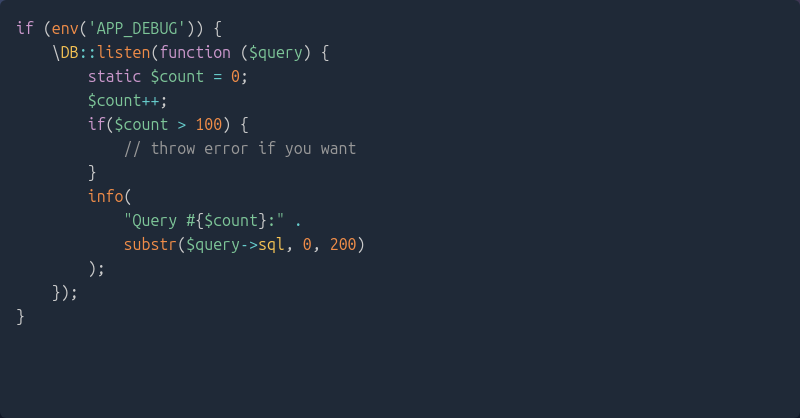 if (env('APP_DEBUG')) {
    \DB::listen(function ($query) {
        static $count = 0;
        $count++;
        if($count > 100) {
            // throw error if you want
        }
        info(
            "Query #{$count}:" .
            substr($query->sql, 0, 200)
        );
    });
}